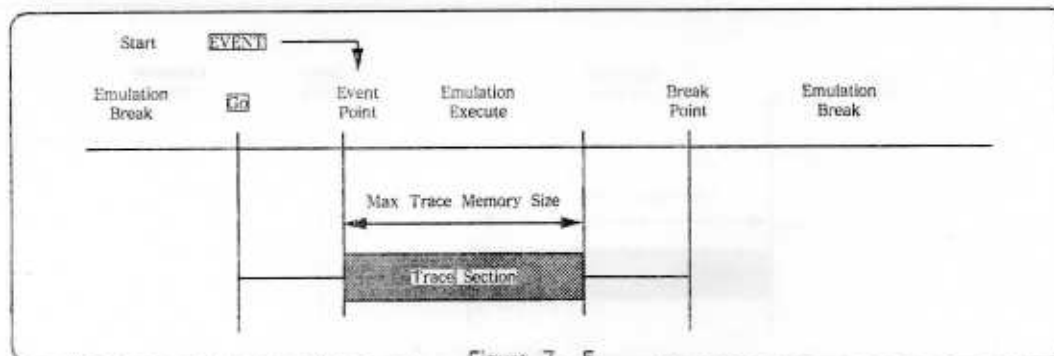 Start EVENT
Emulation Break
Go
Event Point
Emulation Execute
Break Point
Emulation Break
Max Trace Memory Size
Trace Section